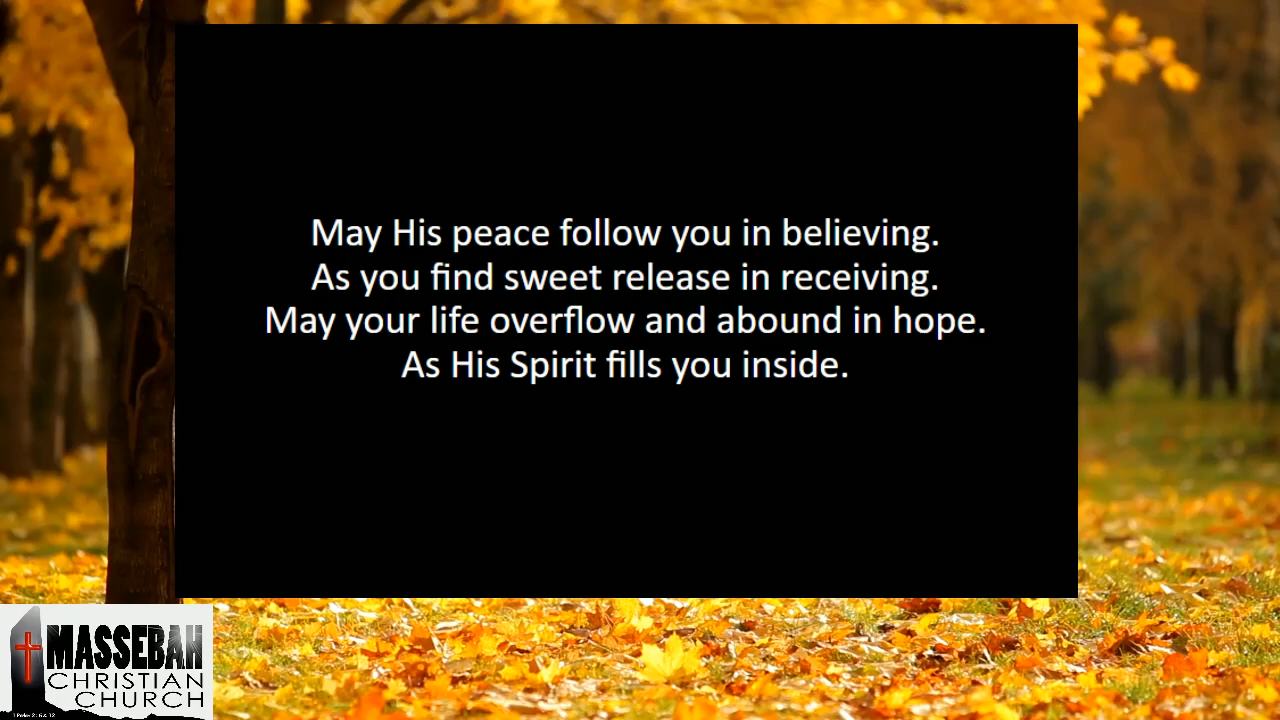 May His peace follow you in believing.
As you find sweet release in receiving.
May your life overflow and abound in hope.
As His Spirit fills you inside.
MASSEBAH
CHRISTIAN
CHURCH